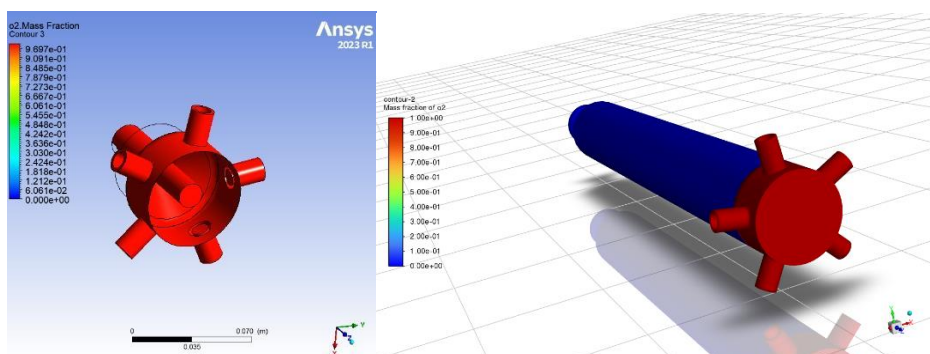 o2.Mass Fraction
Contour 3
9.697e-01
9.091e-01
8.485e-01
7.879e-01
7.273e-01
6.667e-01
6.061e-01
5.455e-01
4.848e-01
4.242e-01
3.636e-01
3.030e-01
2.424e-01
1.818e-01
1.212e-01
6.061e-02
0.000e+00
Ansys
2023 R1
0
0.070 (m)
0.035
Y
X
contour-2
Mass fraction of o2
1.00e+00
9.00e-01
8.00e-01
7.00e-01
6.00e-01
5.00e-01
4.00e-01
3.00e-01
2.00e-01
1.00e-01
0.00e+00
Y
X